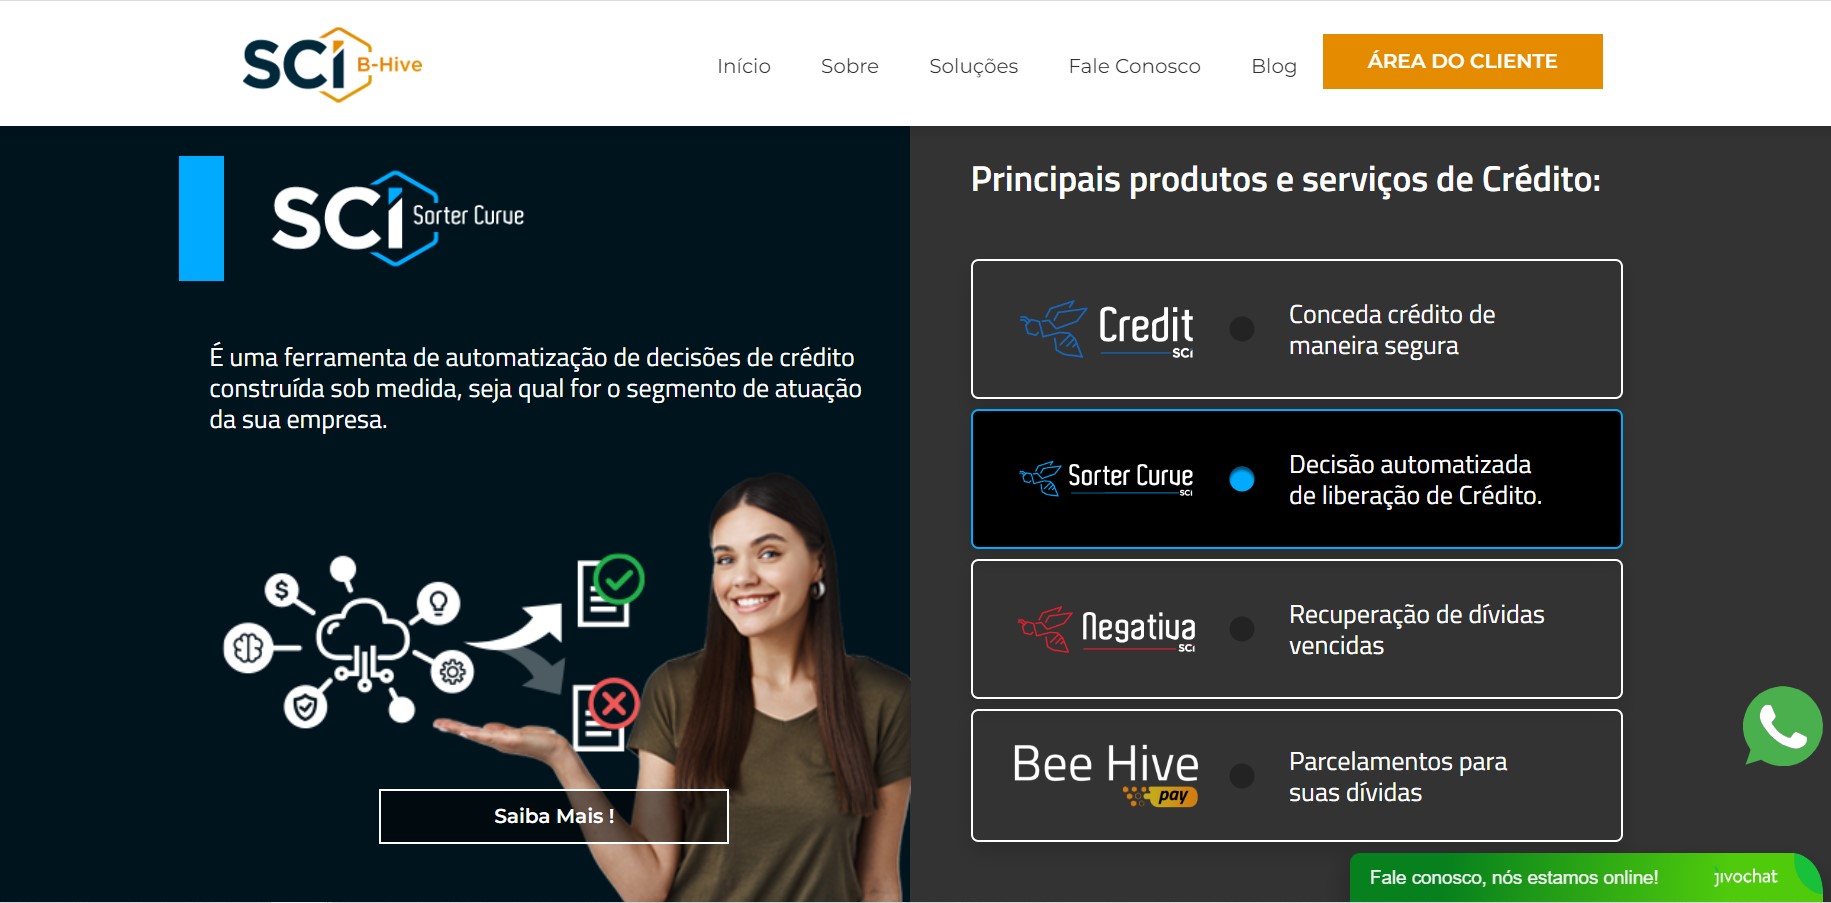 SCI B-Hive
Início
Sobre
Soluções
Fale Conosco
Blog
ÁREA DO CLIENTE
SCI Sorter Curve
É uma ferramenta de automatização de decisões de crédito
construída sob medida, seja qual for o segmento de atuação
da sua empresa.
$
Saiba Mais !
Principais produtos e serviços de Crédito:
Credit
SCI
Conceda crédito de
maneira segura
Sorter Curve
SCI
Decisão automatizada
de liberação de Crédito.
Negativa
SCI
Recuperação de dívidas
vencidas
Bee Hive
pay
Parcelamentos para
suas dívidas
Fale conosco, nós estamos online!
jivochat